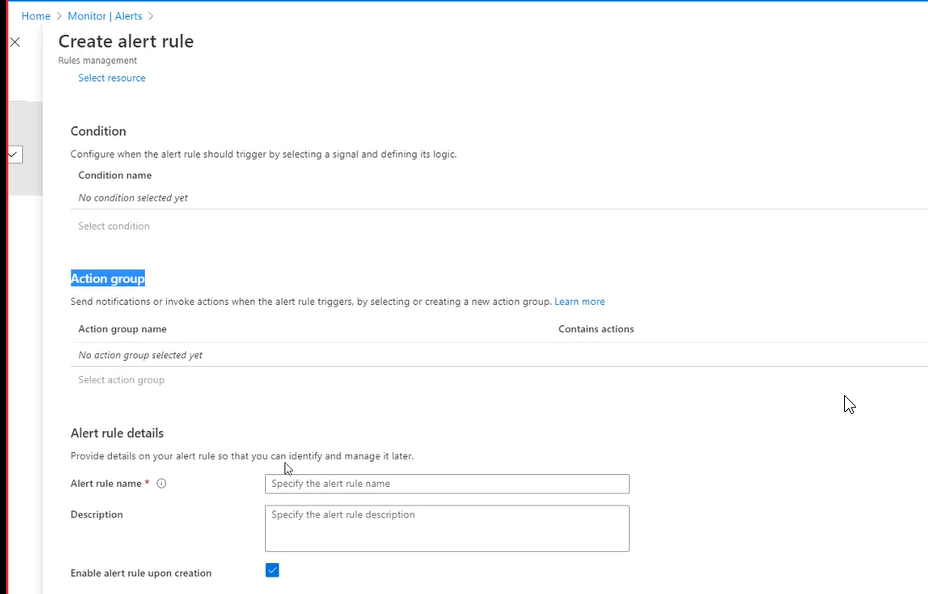 Home > Monitor | Alerts >
Create alert rule
Rules management
Select resource
Condition
Configure when the alert rule should trigger by selecting a signal and defining its logic.
Condition name
No condition selected yet
Select condition
Action group
Send notifications or invoke actions when the alert rule triggers, by selecting or creating a new action group. Learn more
Action group name Contains actions
No action group selected yet
Select action group
Alert rule details
Provide details on your alert rule so that you can identify and manage it later.
Alert rule name * Specify the alert rule name
Description Specify the alert rule description
Enable alert rule upon creation